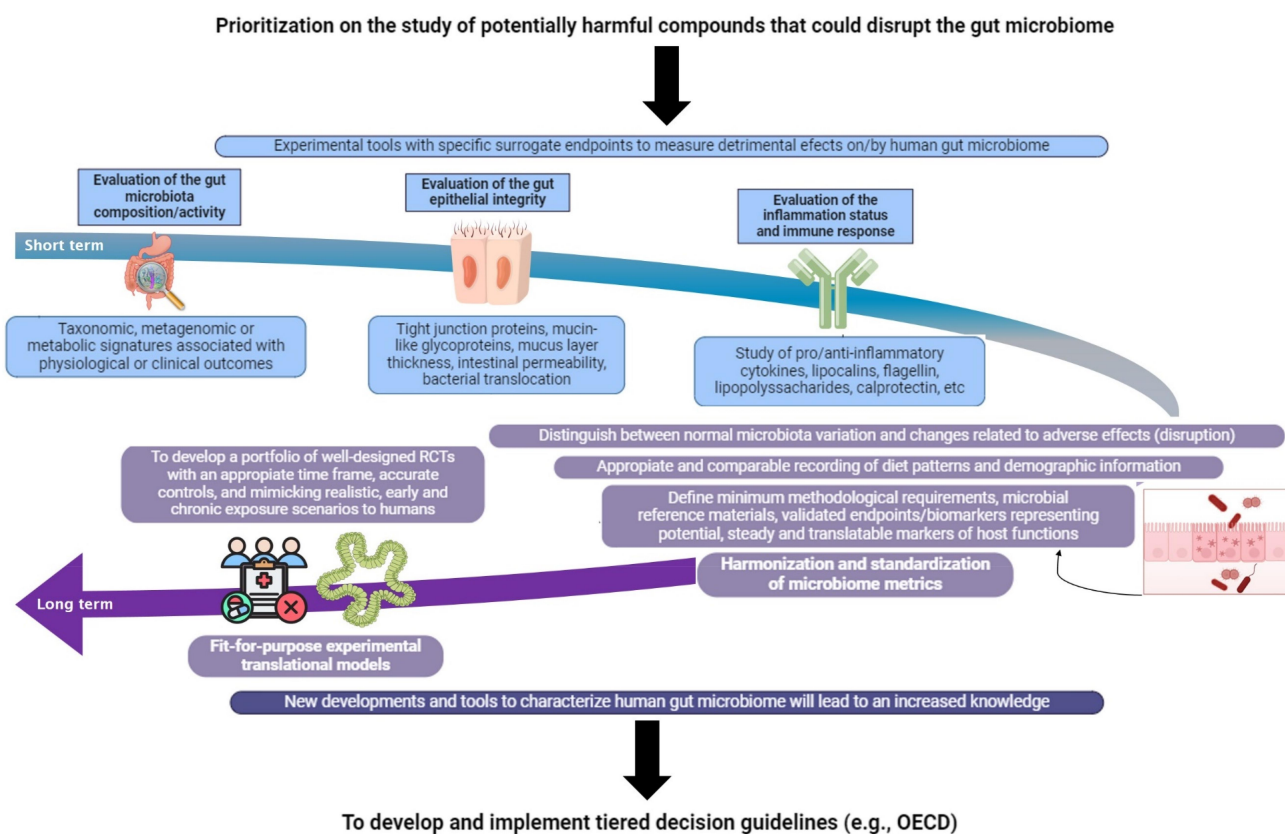 Prioritization on the study of potentially harmful compounds that could disrupt the gut microbiome
Experimental tools with specific surrogate endpoints to measure detrimental efects on/by human gut microbiome
Evaluation of the gut
microbiota
composition/activity
Evaluation of the gut
epithelial integrity
Evaluation of the
inflammation status
and immune response
Short term
Taxonomic, metagenomic or
metabolic signatures associated with
physiological or clinical outcomes
Tight junction proteins, mucin-
like glycoproteins, mucus layer
thickness, intestinal permeability,
bacterial translocation
Study of pro/anti-inflammatory
cytokines, lipocalins, flagellin,
lipopolyssacharides, calprotectin, etc
Distinguish between normal microbiota variation and changes related to adverse effects (disruption)
Appropiate and comparable recording of diet patterns and demographic information
Define minimum methodological requirements, microbial
reference materials, validated endpoints/biomarkers representing
potential, steady and translatable markers of host functions
Harmonization and standardization
of microbiome metrics
To develop a portfolio of well-designed RCTs
with an appropiate time frame, accurate
controls, and mimicking realistic, early and
chronic exposure scenarios to humans
Long term
Fit-for-purpose experimental
translational models
New developments and tools to characterize human gut microbiome will lead to an increased knowledge
To develop and implement tiered decision guidelines (e.g., OECD)